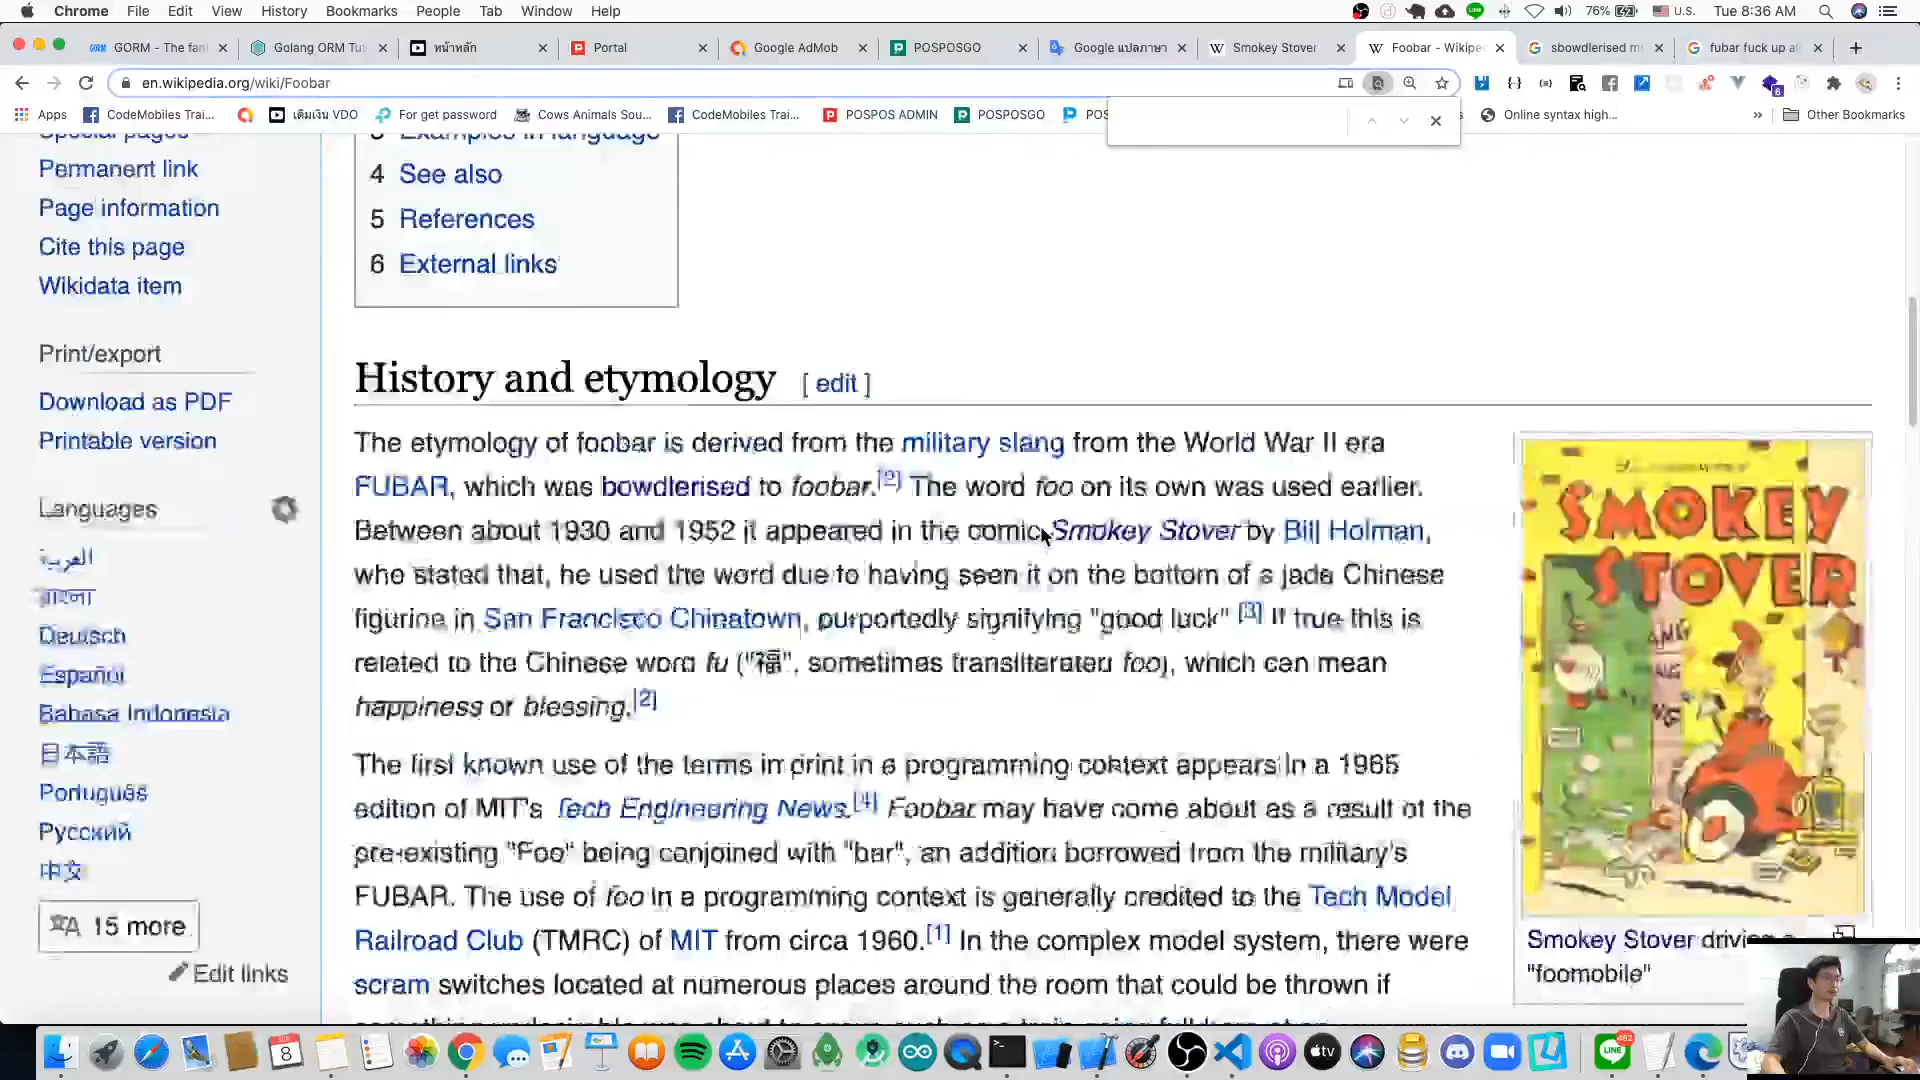 Chrome File Edit View History Bookmarks People Tab Window Help
76% U.S. Tue 8:36 AM
GORM - The fan
Golang ORM Tu
หน้าหลัก
Portal
Google AdMob
POSPOSGO
Google แปลภาษา
Smokey Stover
Foobar - Wikipe
sbowdlerised m
fubar fuck up al
en.wikipedia.org/wiki/Foobar
6
Apps
CodeMobiles Trai...
เติมเงิน VDO
For get password
Cows Animals Sou...
CodeMobiles Trai...
POSPOS ADMIN
POSPOSGO
POS
Online syntax high...
Other Bookmarks
Special pages
Permanent link
Page information
Cite this page
Wikidata item
Print/export
Download as PDF
Printable version
Languages
العربية
বাংলা
Deutsch
Español
Bahasa Indonesia
日本語
Português
Русский
中文
15 more
Edit links
3 Examples in language
4 See also
5 References
6 External links
History and etymology [ edit ]
The etymology of foobar is derived from the military slang from the World War II era
FUBAR, which was bowdlerised to foobar.[2] The word foo on its own was used earlier.
Between about 1930 and 1952 it appeared in the comic Smokey Stover by Bill Holman,
who stated that, he used the word due to having seen it on the bottom of a jade Chinese
figurine in San Francisco Chinatown, purportedly signifying "good luck" [3] If true this is
related to the Chinese word fu ("福", sometimes transliterated foo), which can mean
happiness or blessing.[2]
The first known use of the terms in print in a programming context appears in a 1965
edition of MIT's Tech Engineering News.[4] Foobar may have come about as a result of the
pre-existing "Foo" being conjoined with "bar", an addition borrowed from the military's
FUBAR. The use of foo in a programming context is generally credited to the Tech Model
Railroad Club (TMRC) of MIT from circa 1960.[1] In the complex model system, there were
scram switches located at numerous places around the room that could be thrown if
SMOKEY
STOVER
Smokey Stover driving a
"foomobile"
8
tv
LINE
482